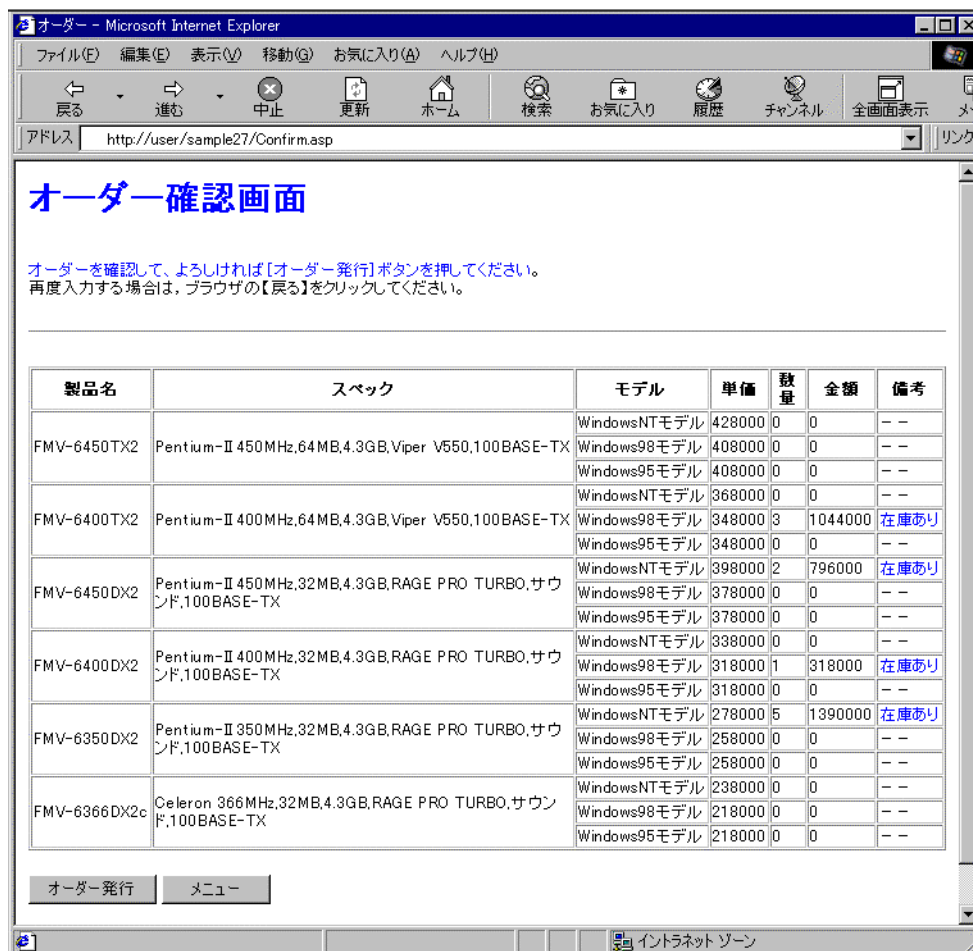 オーダー - Microsoft Internet Explorer
ファイル(F) 編集(E) 表示(V) 移動(G) お気に入り(A) ヘルプ(H)
戻る 進む 中止 更新 ホーム 検索 お気に入り 履歴 チャンネル 全画面表示
アドレス http://user/sample27/Confirm.asp リンク
オーダー確認画面
オーダーを確認して、よろしければ[オーダー発行]ボタンを押してください。
再度入力する場合は，ブラウザの【戻る】をクリックしてください。
製品名 スペック モデル 単価 数量 金額 備考
FMV-6450TX2 Pentium-Ⅱ450MHz,64MB,4.3GB,Viper V550,100BASE-TX WindowsNTモデル 428000 0 0 - -
Windows98モデル 408000 0 0 - -
Windows95モデル 408000 0 0 - -
FMV-6400TX2 Pentium-Ⅱ400MHz,64MB,4.3GB,Viper V550,100BASE-TX WindowsNTモデル 368000 0 0 - -
Windows98モデル 348000 3 1044000 在庫あり
Windows95モデル 348000 0 0 - -
FMV-6450DX2 Pentium-Ⅱ450MHz,32MB,4.3GB,RAGE PRO TURBO,サウンド,100BASE-TX WindowsNTモデル 398000 2 796000 在庫あり
Windows98モデル 378000 0 0 - -
Windows95モデル 378000 0 0 - -
FMV-6400DX2 Pentium-Ⅱ400MHz,32MB,4.3GB,RAGE PRO TURBO,サウンド,100BASE-TX WindowsNTモデル 338000 0 0 - -
Windows98モデル 318000 1 318000 在庫あり
Windows95モデル 318000 0 0 - -
FMV-6350DX2 Pentium-Ⅱ350MHz,32MB,4.3GB,RAGE PRO TURBO,サウンド,100BASE-TX WindowsNTモデル 278000 5 1390000 在庫あり
Windows98モデル 258000 0 0 - -
Windows95モデル 258000 0 0 - -
FMV-6366DX2c Celeron 366MHz,32MB,4.3GB,RAGE PRO TURBO,サウンド,100BASE-TX WindowsNTモデル 238000 0 0 - -
Windows98モデル 218000 0 0 - -
Windows95モデル 218000 0 0 - -
オーダー発行 メニュー
イントラネット ゾーン